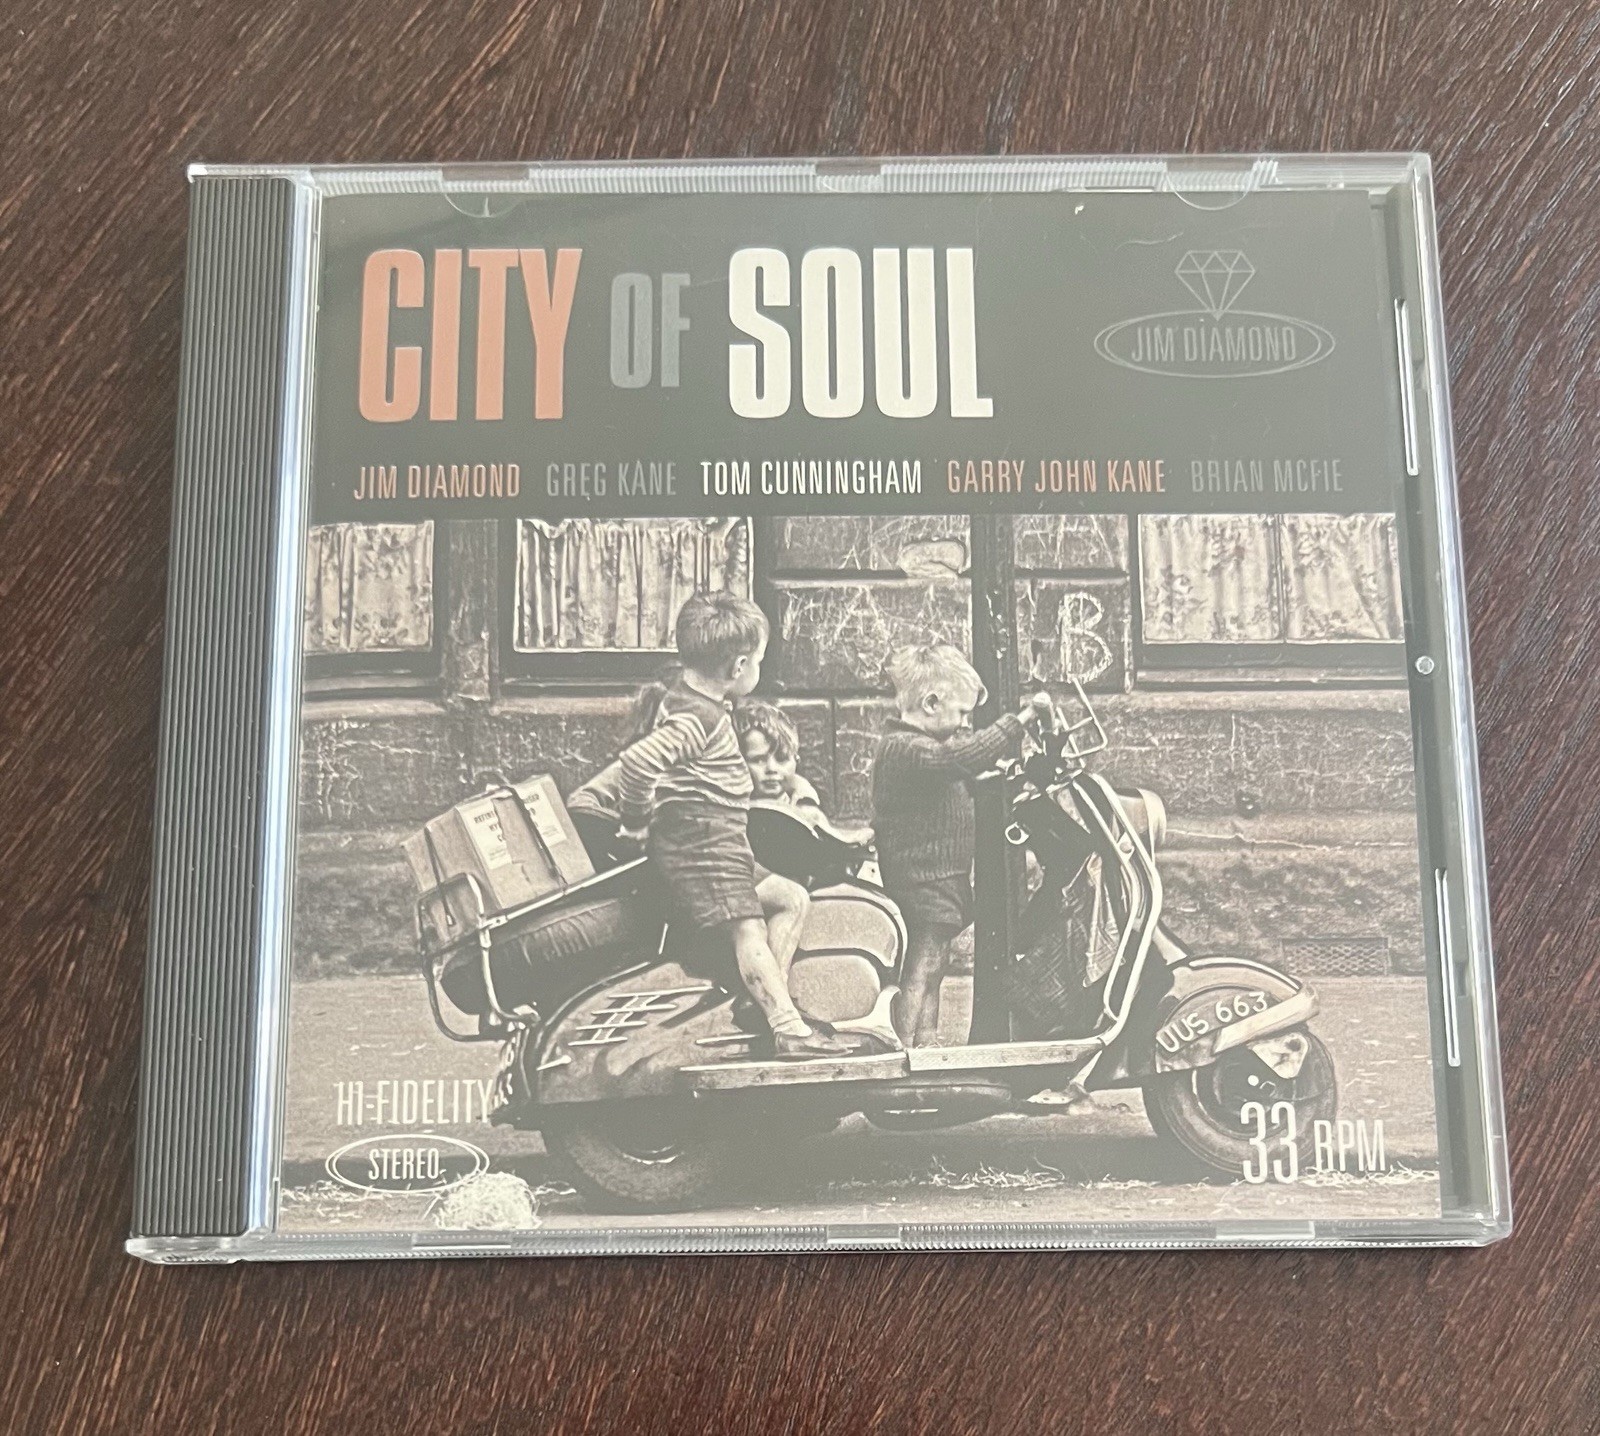 CITY OF SOUL
JIM DIAMOND
JIM DIAMOND GREG KANE TOM CUNNINGHAM GARRY JOHN KANE BRIAN MCFIE
B
OUS 663
HI-FIDELITY
STEREO
33 RPM